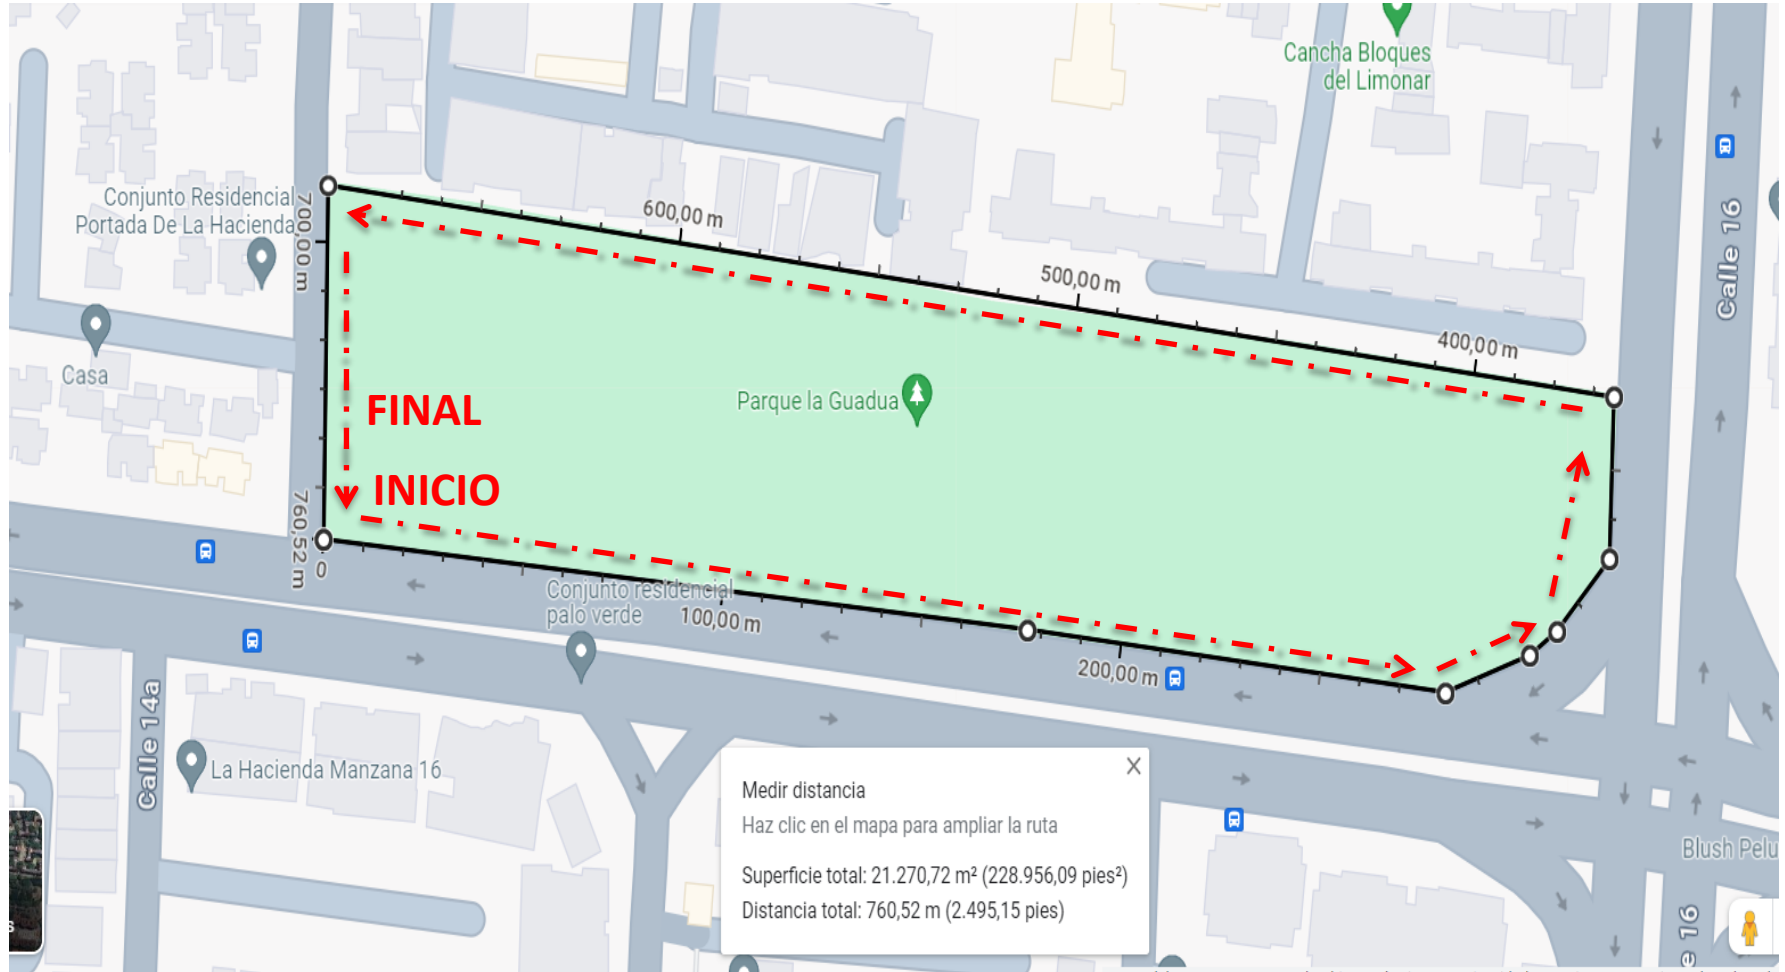 Cancha Bloques
del Limonar
Conjunto Residencial
Portada De La Hacienda
700,00 m
600,00 m
500,00 m
400,00 m
Calle 16
Casa
FINAL
Parque la Guadua
INICIO
760,52 m
0
Conjunto residencial
palo verde
100,00 m
200,00 m
Calle 14a
La Hacienda Manzana 16
Medir distancia
Haz clic en el mapa para ampliar la ruta
Superficie total: 21.270,72 m² (228.956,09 pies²)
Distancia total: 760,52 m (2.495,15 pies)
Blush Pelu
e 16
s